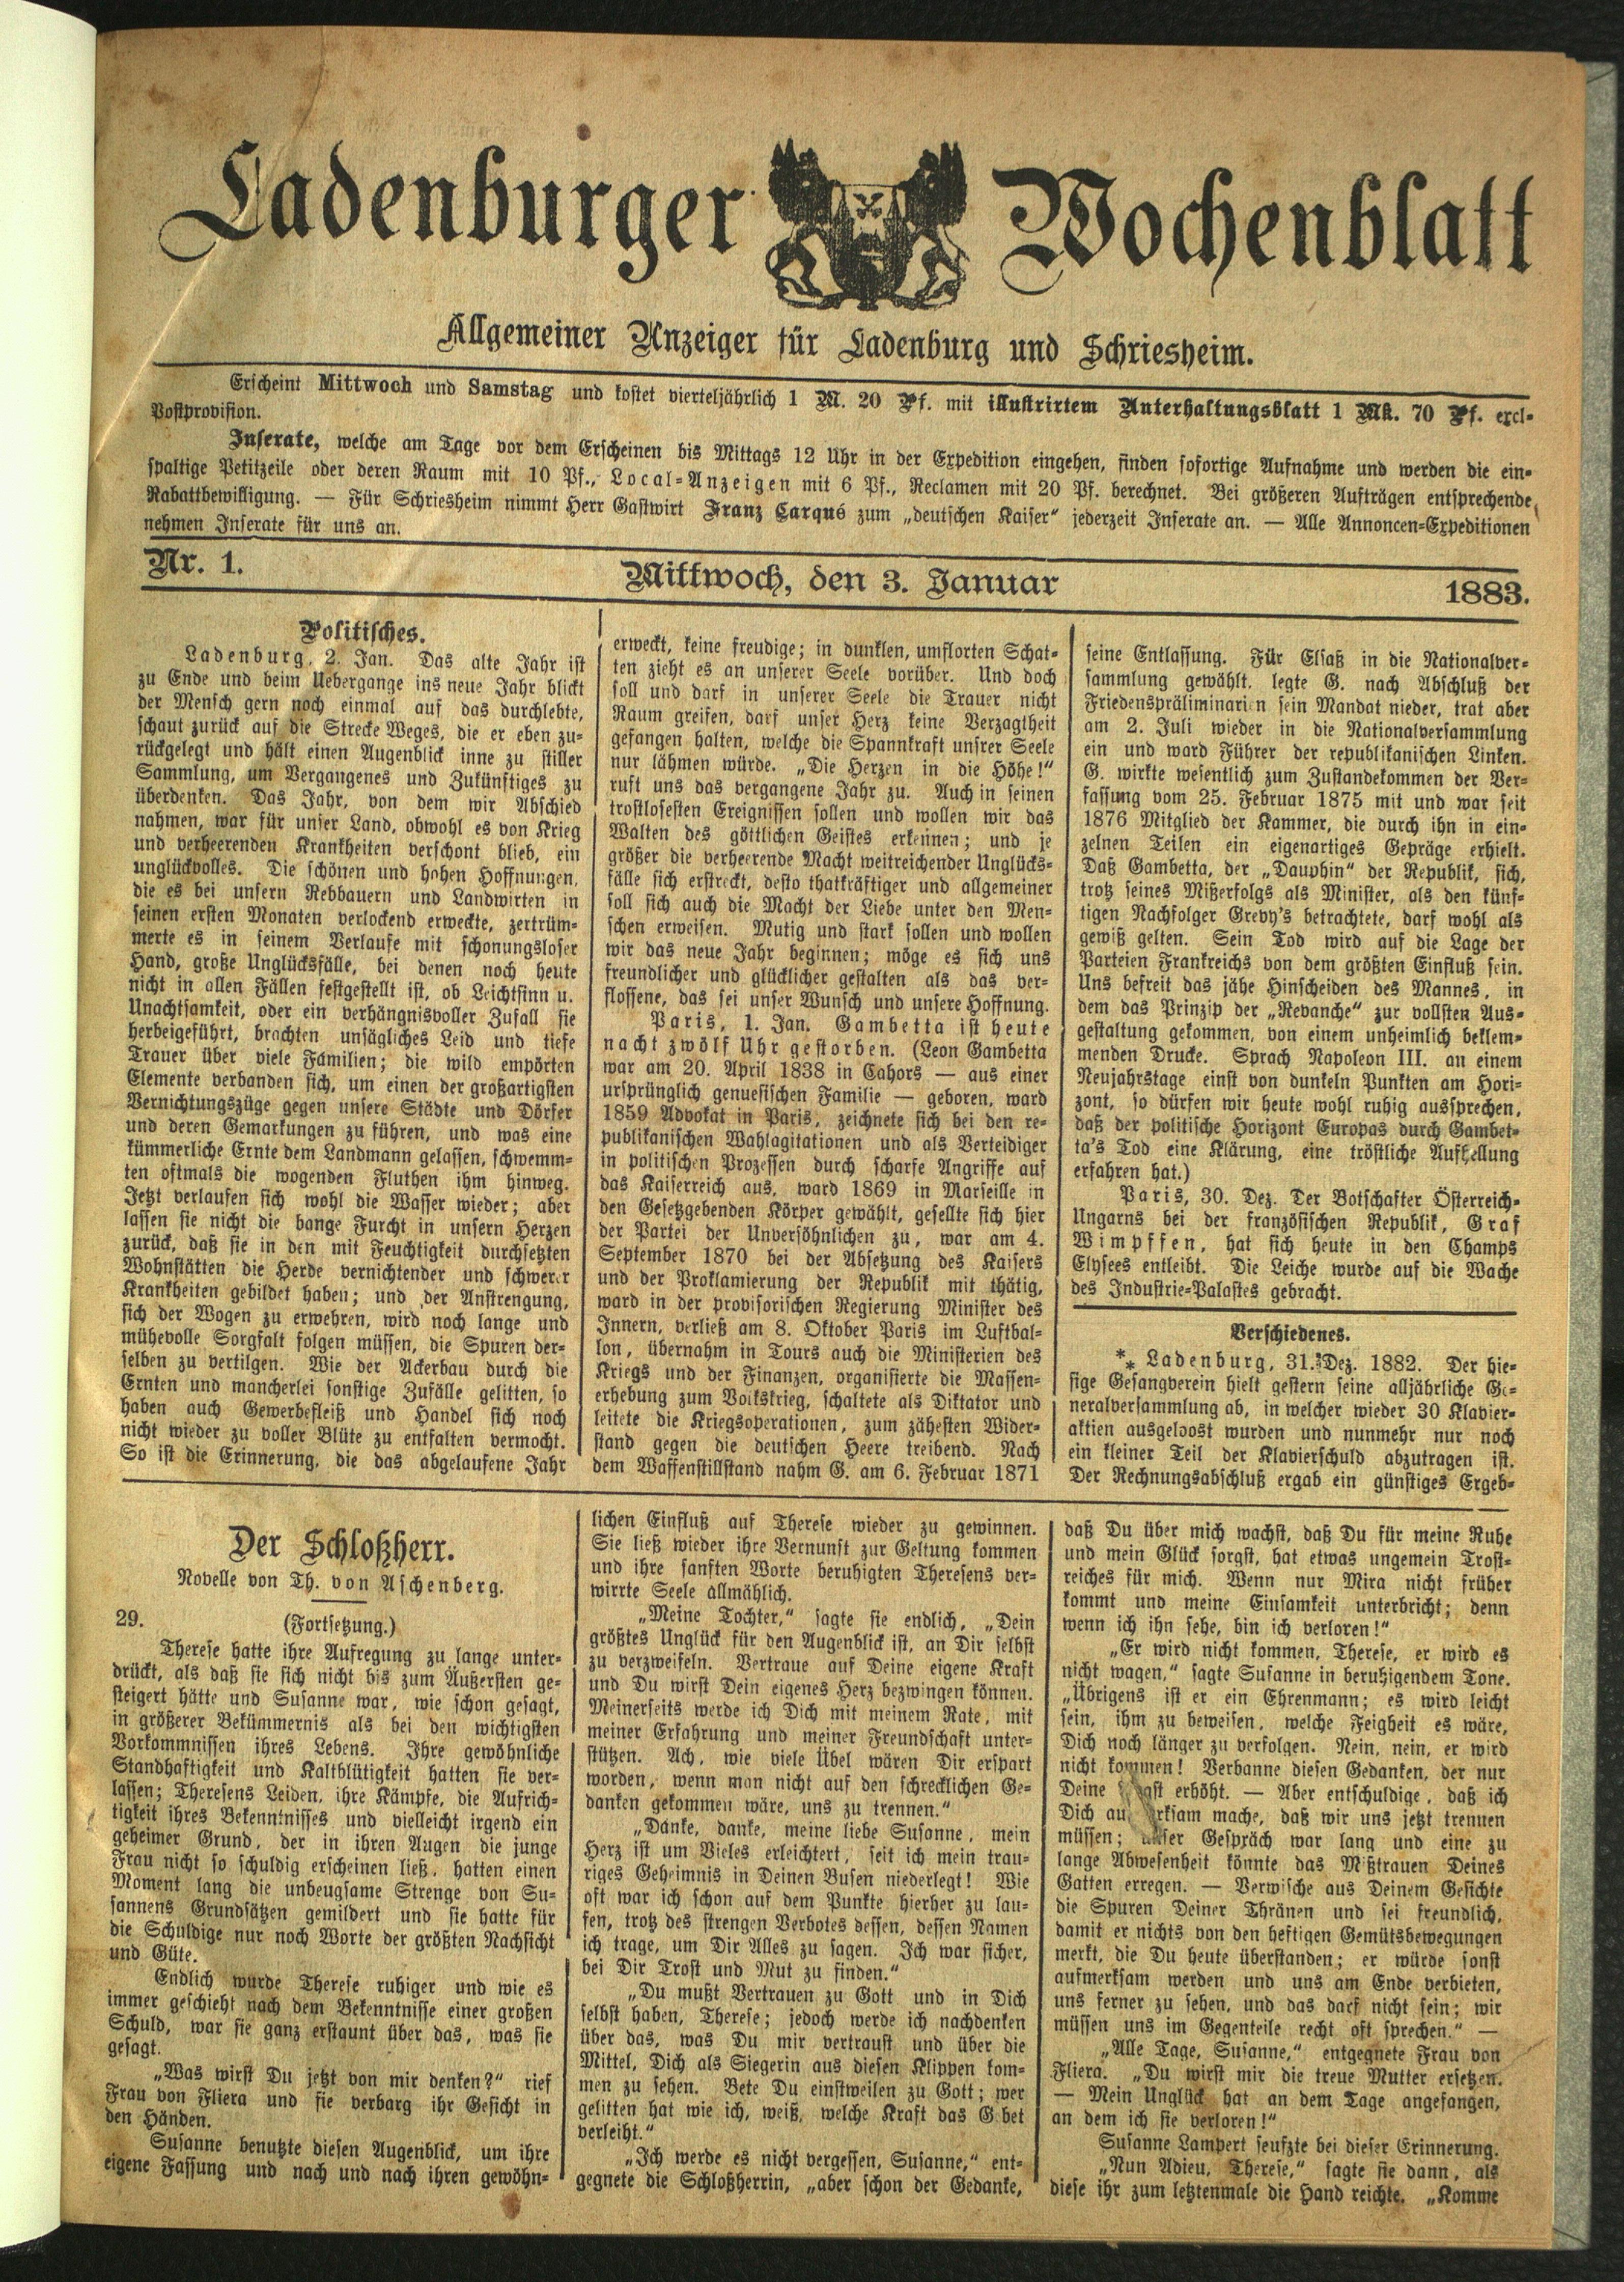 Ladenburger Wochenblatt
Allgemeiner Anzeiger für Ladenburg und Schriesheim.
Erscheint Mittwoch und Samstag und kostet vierteljährlich 1 M. 20 Pf. mit illustrirtem Unterhaltungsblatt 1 Mk. 70 Pf. excl-
Postprovision.
Inserate, welche am Tage vor dem Erscheinen bis Mittags 12 Uhr in der Expedition eingehen, finden sofortige Aufnahme und werden die ein-
spaltige Petitzeile oder deren Raum mit 10 Pf., Local-Anzeigen mit 6 Pf., Reclamen mit 20 Pf. berechnet. Bei größeren Aufträgen entsprechende
Rabattbewilligung. — Für Schriesheim nimmt Herr Gastwirt Franz Carqué zum „deutschen Kaiser“ jederzeit Inserate an. — Alle Annoncen-Expeditionen
nehmen Inserate für uns an.
Nr. 1.
Mittwoch, den 3. Januar
1883.
Politisches.
Ladenburg, 2. Jan. Das alte Jahr ist
zu Ende und beim Uebergange ins neue Jahr blickt
der Mensch gern noch einmal auf das durchlebte,
schaut zurück auf die Strecke Weges, die er eben zu-
rückgelegt und hält einen Augenblick inne zu stiller
Sammlung, um Vergangenes und Zukünftiges zu
überdenken. Das Jahr, von dem wir Abschied
nahmen, war für unser Land, obwohl es von Krieg
und verheerenden Krankheiten verschont blieb, ein
unglückvolles. Die schönen und hohen Hoffnungen,
die es bei unsern Rebbauern und Landwirten in
seinen ersten Monaten verlockend erweckte, zertrüm-
merte es in seinem Verlaufe mit schonungsloser
Hand, große Unglücksfälle, bei denen noch heute
nicht in allen Fällen festgestellt ist, ob Leichtsinn u.
Unachtsamkeit, oder ein verhängnisvoller Zufall sie
herbeigeführt, brachten unsägliches Leid und tiefe
Trauer über viele Familien; die wild empörten
Elemente verbanden sich, um einen der großartigsten
Vernichtungszüge gegen unsere Städte und Dörfer
und deren Gemarkungen zu führen, und was eine
kümmerliche Ernte dem Landmann gelassen, schwemm-
ten oftmals die wogenden Fluthen ihm hinweg.
Jetzt verlaufen sich wohl die Wasser wieder; aber
lassen sie nicht die bange Furcht in unsern Herzen
zurück, daß sie in den mit Feuchtigkeit durchsetzten
Wohnstätten die Herde vernichtender und schwerer
Krankheiten gebildet haben; und der Anstrengung,
sich der Wogen zu erwehren, wird noch lange und
mühevolle Sorgfalt folgen müssen, die Spuren der-
selben zu vertilgen. Wie der Ackerbau durch die
Ernten und mancherlei sonstige Zufälle gelitten, so
haben auch Gewerbefleiß und Handel sich noch
nicht wieder zu voller Blüte zu entfalten vermocht.
So ist die Erinnerung, die das abgelaufene Jahr
erweckt, keine freudige; in dunklen, umflorten Schat-
ten zieht es an unserer Seele vorüber. Und doch
soll und darf in unserer Seele die Trauer nicht
Raum greifen, darf unser Herz keine Verzagtheit
gefangen halten, welche die Spannkraft unsrer Seele
nur lähmen würde. „Die Herzen in die Höhe!“
ruft uns das vergangene Jahr zu. Auch in seinen
trostlosesten Ereignissen sollen und wollen wir das
Walten des göttlichen Geistes erkennen; und je
größer die verheerende Macht weitreichender Unglücks-
fälle sich erstreckt, desto thatkräftiger und allgemeiner
soll sich auch die Macht der Liebe unter den Men-
schen erweisen. Mutig und stark sollen und wollen
wir das neue Jahr beginnen; möge es sich uns
freundlicher und glücklicher gestalten als das ver-
flossene, das sei unser Wunsch und unsere Hoffnung.
Paris, 1. Jan. Gambetta ist heute
nacht zwölf Uhr gestorben. (Leon Gambetta
war am 20. April 1838 in Cahors — aus einer
ursprünglich genuesischen Familie — geboren, ward
1859 Advokat in Paris, zeichnete sich bei den re-
publikanischen Wahlagitationen und als Verteidiger
in politischen Prozessen durch scharfe Angriffe auf
das Kaiserreich aus, ward 1869 in Marseille in
den Gesetzgebenden Körper gewählt, gesellte sich hier
der Partei der Unversöhnlichen zu, war am 4.
September 1870 bei der Absetzung des Kaisers
und der Proklamierung der Republik mit thätig,
ward in der provisorischen Regierung Minister des
Innern, verließ am 8. Oktober Paris im Luftbal-
lon, übernahm in Tours auch die Ministerien des
Kriegs und der Finanzen, organisierte die Massen-
erhebung zum Volkskrieg, schaltete als Diktator und
leitete die Kriegsoperationen, zum zähesten Wider-
stand gegen die deutschen Heere treibend. Nach
dem Waffenstillstand nahm G. am 6. Februar 1871
seine Entlassung. Für Elsaß in die Nationalver-
sammlung gewählt, legte G. nach Abschluß der
Friedenspräliminarien sein Mandat nieder, trat aber
am 2. Juli wieder in die Nationalversammlung
ein und ward Führer der republikanischen Linken.
G. wirkte wesentlich zum Zustandekommen der Ver-
fassung vom 25. Februar 1875 mit und war seit
1876 Mitglied der Kammer, die durch ihn in ein-
zelnen Teilen ein eigenartiges Gepräge erhielt.
Daß Gambetta, der „Dauphin“ der Republik, sich,
trotz seines Mißerfolgs als Minister, als den künf-
tigen Nachfolger Grevy's betrachtete, darf wohl als
gewiß gelten. Sein Tod wird auf die Lage der
Parteien Frankreichs von dem größten Einfluß sein.
Uns befreit das jähe Hinscheiden des Mannes, in
dem das Prinzip der „Revanche“ zur vollsten Aus-
gestaltung gekommen, von einem unheimlich beklem-
menden Drucke. Sprach Napoleon III. an einem
Neujahrstage einst von dunkeln Punkten am Hori-
zont, so dürfen wir heute wohl ruhig aussprechen,
daß der politische Horizont Europas durch Gambet-
ta's Tod eine Klärung, eine tröstliche Aufhellung
erfahren hat.)
Paris, 30. Dez. Der Botschafter Österreich-
Ungarns bei der französischen Republik, Graf
Wimpffen, hat sich heute in den Champs
Elysees entleibt. Die Leiche wurde auf die Wache
des Industrie-Palastes gebracht.
Verschiedenes.
** Ladenburg, 31. Dez. 1882. Der hie-
sige Gesangverein hielt gestern seine alljährliche Ge-
neralversammlung ab, in welcher wieder 30 Klavier-
aktien ausgeloost wurden und nunmehr nur noch
ein kleiner Teil der Klavierschuld abzutragen ist.
Der Rechnungsabschluß ergab ein günstiges Ergeb-
Der Schloßherr.
Novelle von Th. von Aschenberg.
29. (Fortsetzung.)
Therese hatte ihre Aufregung zu lange unter-
drückt, als daß sie sich nicht bis zum Äußersten ge-
steigert hätte und Susanne war, wie schon gesagt,
in größerer Bekümmernis als bei den wichtigsten
Vorkommnissen ihres Lebens. Ihre gewöhnliche
Standhaftigkeit und Kaltblütigkeit hatten sie ver-
lassen; Theresens Leiden, ihre Kämpfe, die Aufrich-
tigkeit ihres Bekenntnisses und vielleicht irgend ein
geheimer Grund, der in ihren Augen die junge
Frau nicht so schuldig erscheinen ließ, hatten einen
Moment lang die unbeugsame Strenge von Su-
sannens Grundsätzen gemildert und sie hatte für
die Schuldige nur noch Worte der größten Nachsicht
und Güte.
Endlich wurde Therese ruhiger und wie es
immer geschieht nach dem Bekenntnisse einer großen
Schuld, war sie ganz erstaunt über das, was sie
gesagt.
„Was wirst Du jetzt von mir denken?“ rief
Frau von Fliera und sie verbarg ihr Gesicht in
den Händen.
Susanne benutzte diesen Augenblick, um ihre
eigene Fassung und nach und nach ihren gewöhn-
lichen Einfluß auf Therese wieder zu gewinnen.
Sie ließ wieder ihre Vernunft zur Geltung kommen
und ihre sanften Worte beruhigten Theresens ver-
wirrte Seele allmählich.
„Meine Tochter,“ sagte sie endlich, „Dein
größtes Unglück für den Augenblick ist, an Dir selbst
zu verzweifeln. Vertraue auf Deine eigene Kraft
und Du wirst Dein eigenes Herz bezwingen können.
Meinerseits werde ich Dich mit meinem Rate, mit
meiner Erfahrung und meiner Freundschaft unter-
stützen. Ach, wie viele Übel wären Dir erspart
worden, wenn man nicht auf den schrecklichen Ge-
danken gekommen wäre, uns zu trennen.“
„Danke, danke, meine liebe Susanne, mein
Herz ist um Vieles erleichtert, seit ich mein trau-
riges Geheimnis in Deinen Busen niederlegt! Wie
oft war ich schon auf dem Punkte hierher zu lau-
fen, trotz des strengen Verbotes dessen, dessen Namen
ich trage, um Dir Alles zu sagen. Ich war sicher,
bei Dir Trost und Mut zu finden.“
„Du mußt Vertrauen zu Gott und in Dich
selbst haben, Therese; jedoch werde ich nachdenken
über das, was Du mir vertraust und über die
Mittel, Dich als Siegerin aus diesen Klippen kom-
men zu sehen. Bete Du einstweilen zu Gott; wer
gelitten hat wie ich, weiß, welche Kraft das G bet
verleiht.“
„Ich werde es nicht vergessen, Susanne,“ ent-
gegnete die Schloßherrin, „aber schon der Gedanke,
daß Du über mich wachst, daß Du für meine Ruhe
und mein Glück sorgst, hat etwas ungemein Trost-
reiches für mich. Wenn nur Mira nicht früher
kommt und meine Einsamkeit unterbricht; denn
wenn ich ihn sehe, bin ich verloren!“
„Er wird nicht kommen, Therese, er wird es
nicht wagen,“ sagte Susanne in beruhigendem Tone.
„Übrigens ist er ein Ehrenmann; es wird leicht
sein, ihm zu beweisen, welche Feigheit es wäre,
Dich noch länger zu verfolgen. Nein, nein, er wird
nicht kommen! Verbanne diesen Gedanken, der nur
Deine erhöht. — Aber entschuldige, daß ich
Dich mache, daß wir uns jetzt trennen
müssen; unser Gespräch war lang und eine zu
lange Abwesenheit könnte das Mißtrauen Deines
Gatten erregen. — Verwische aus Deinem Gesichte
die Spuren Deiner Thränen und sei freundlich,
damit er nichts von den heftigen Gemütsbewegungen
merkt, die Du heute überstanden; er würde sonst
aufmerksam werden und uns am Ende verbieten,
uns ferner zu sehen, und das darf nicht sein; wir
müssen uns im Gegenteile recht oft sprechen.“ —
„Alle Tage, Susanne,“ entgegnete Frau von
Fliera. „Du wirst mir die treue Mutter ersetzen.
— Mein Unglück hat an dem Tage angefangen,
an dem ich sie verloren!“
Susanne Lampert seufzte bei dieser Erinnerung.
„Nun Adieu, Therese,“ sagte sie dann, als
diese ihr zum letztenmale die Hand reichte. „Komme